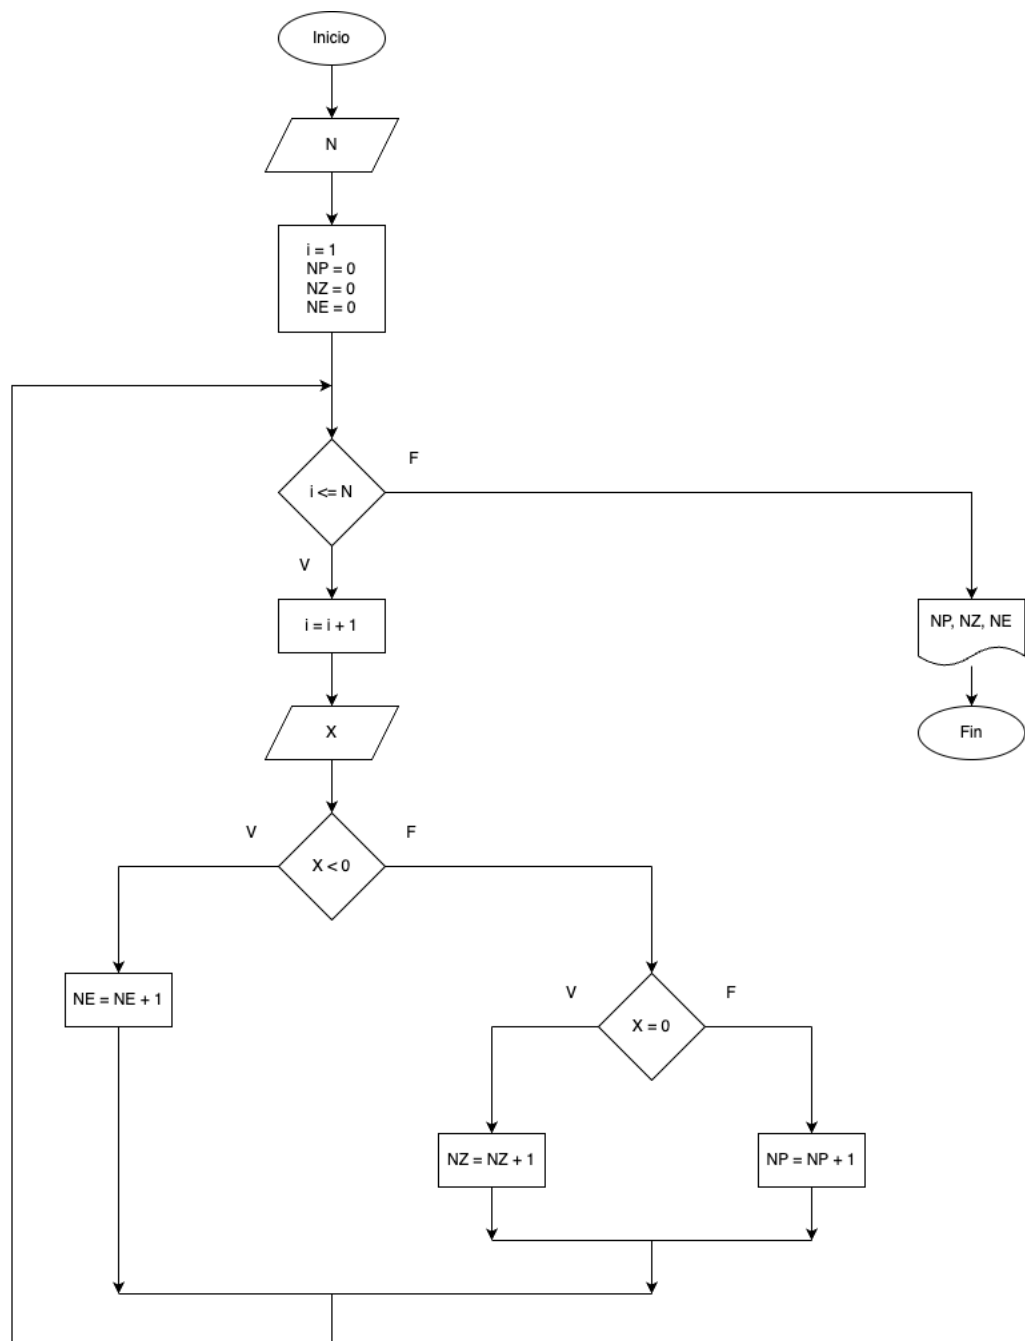 Inicio
N
i = 1
NP = 0
NZ = 0
NE = 0
i <= N
F
V
i = i + 1
NP, NZ, NE
X
Fin
V
F
X < 0
NE = NE + 1
V
F
X = 0
NZ = NZ + 1
NP = NP + 1